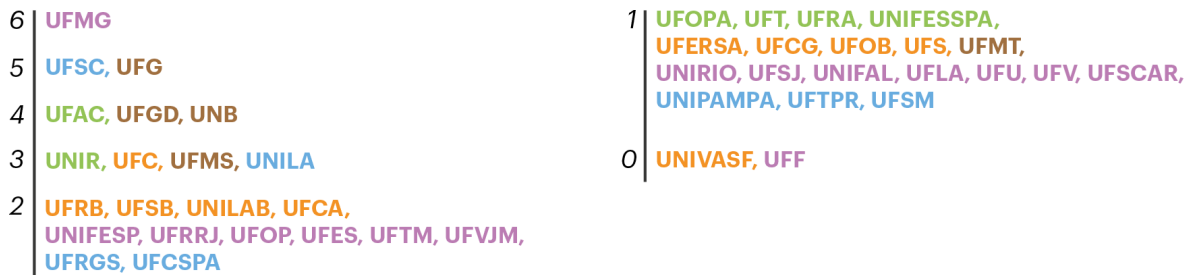 6 UFMG
5 UFSC, UFG
4 UFAC, UFGD, UNB
3 UNIR, UFC, UFMS, UNILA
2 UFRB, UFSB, UNILAB, UFCA,
UNIFESP, UFRRJ, UFOP, UFES, UFTM, UFVJM,
UFRGS, UFCSPA
1 UFOPA, UFT, UFRA, UNIFESSPA,
UFERSA, UFCG, UFOB, UFS, UFMT,
UNIRIO, UFSJ, UNIFAL, UFLA, UFU, UFV, UFSCAR,
UNIPAMPA, UFTPR, UFSM
0 UNIVASF, UFF